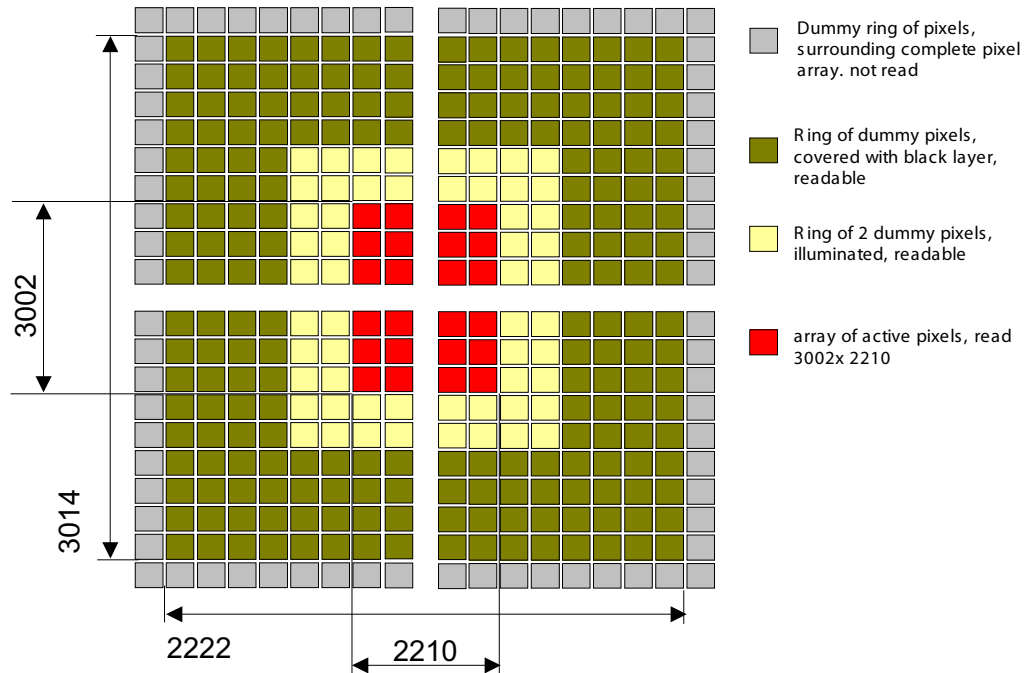 Dummy ring of pixels,
surrounding complete pixel
array. not read
Ring of dummy pixels,
covered with black layer,
readable
Ring of 2 dummy pixels,
illuminated, readable
array of active pixels, read
3002x 2210
3002
3014
2222
2210